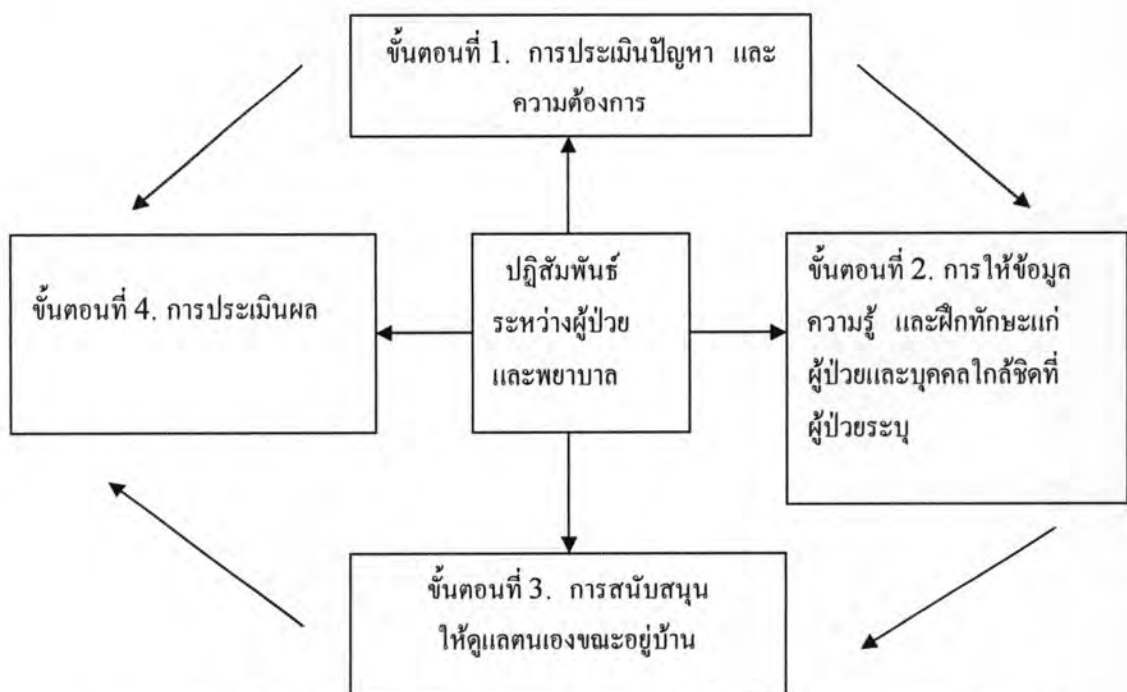 ขั้นตอนที่ 1. การประเมินปัญหา และ
ความต้องการ
ปฏิสัมพันธ์
ระหว่างผู้ป่วย
และพยาบาล
ขั้นตอนที่ 2. การให้ข้อมูล
ความรู้ และฝึกทักษะแก่
ผู้ป่วยและบุคคลใกล้ชิดที่
ผู้ป่วยระบุ
ขั้นตอนที่ 3. การสนับสนุน
ให้ดูแลตนเองขณะอยู่บ้าน
ขั้นตอนที่ 4. การประเมินผล